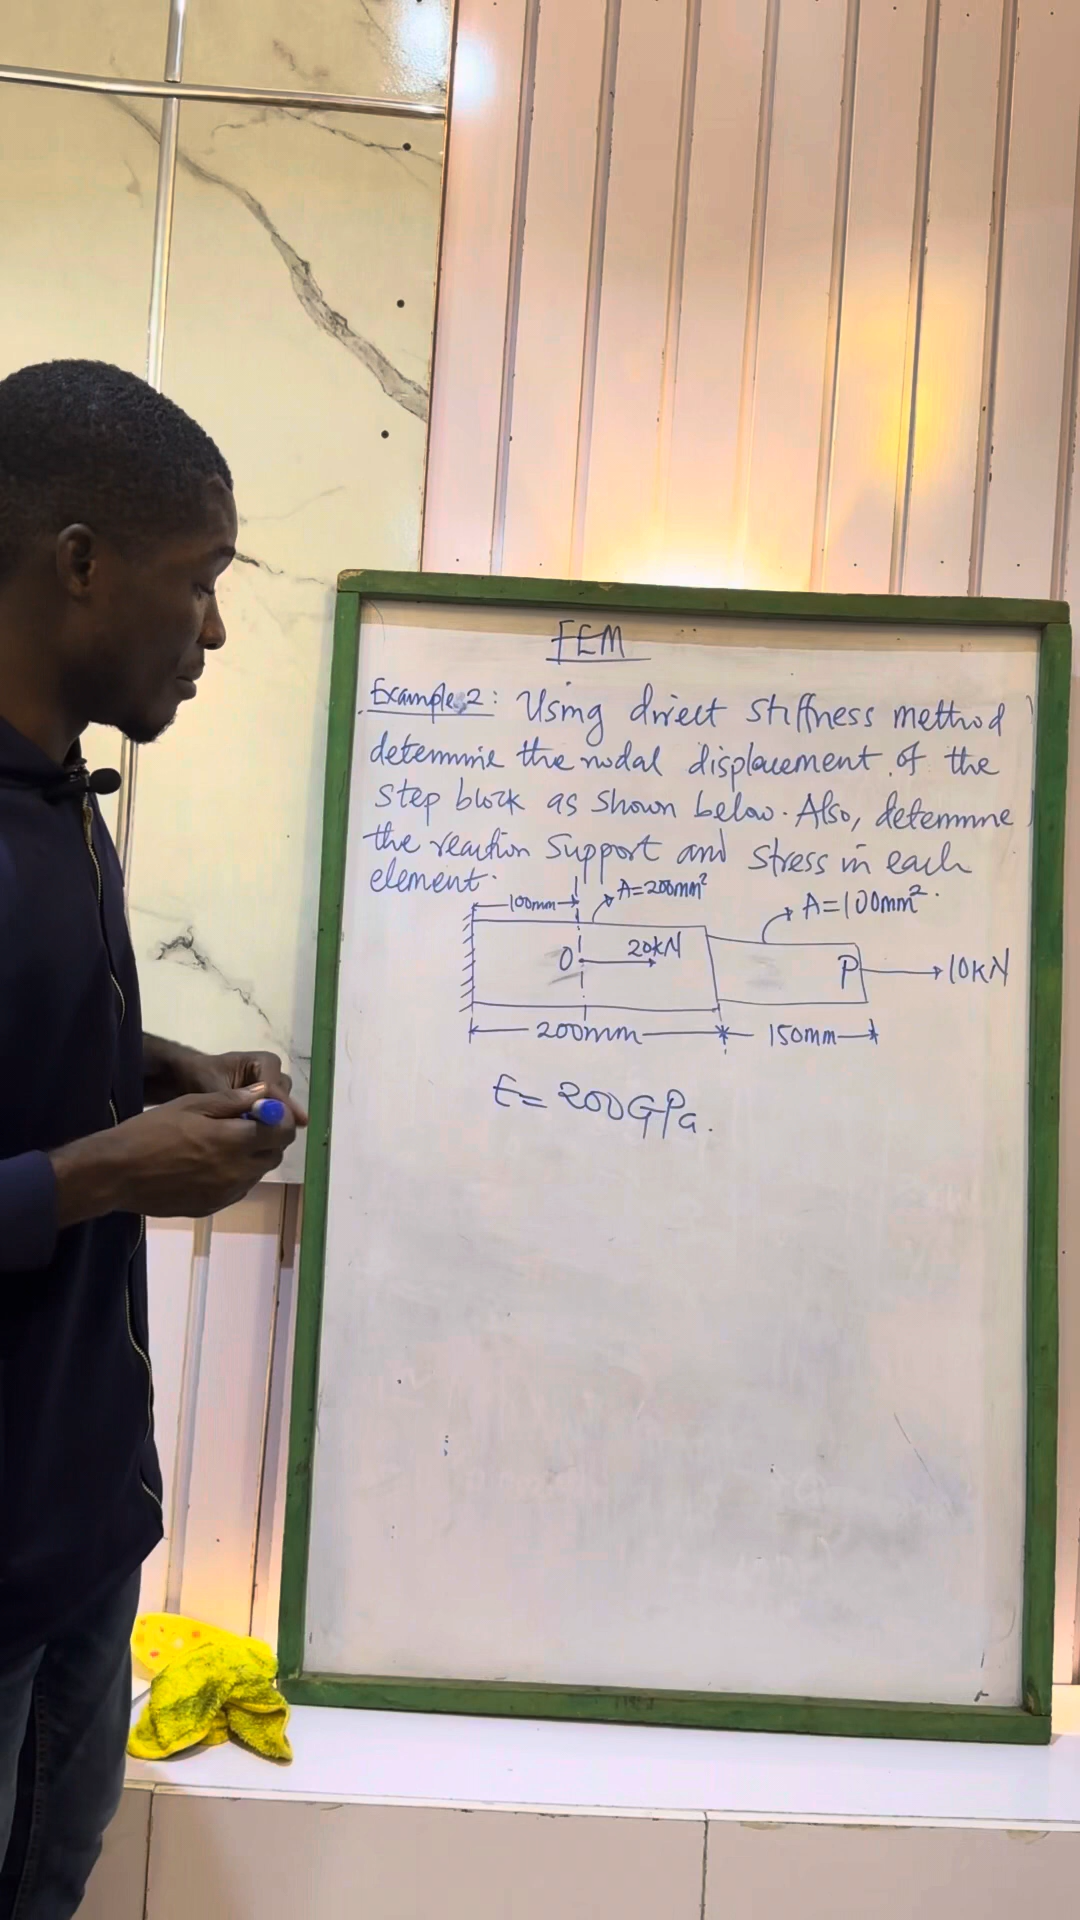 FEM
Example 2: Using direct stiffness method
determine the nodal displacement of the
step block as shown below. Also, determine
the reaction support and stress in each
element.
100mm
A=200mm²
A=100mm².
O
20kN
P
10kN
200mm
150mm
E=200GPa.